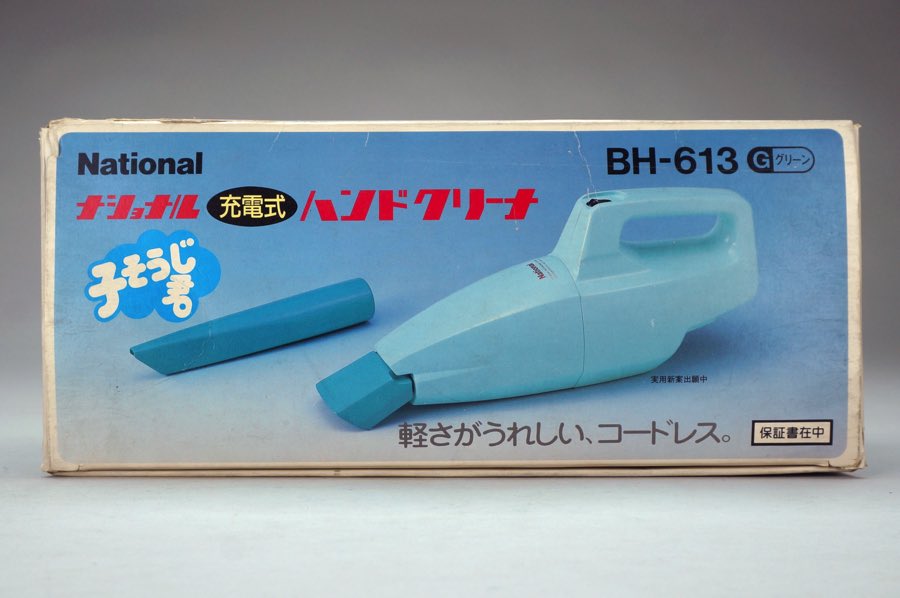 National
BH-613 Ⓖグリーン
ナショナル 充電式 ハンドクリーナ
子そうじ君
National
実用新案出願中
軽さがうれしい、コードレス。
保証書在中